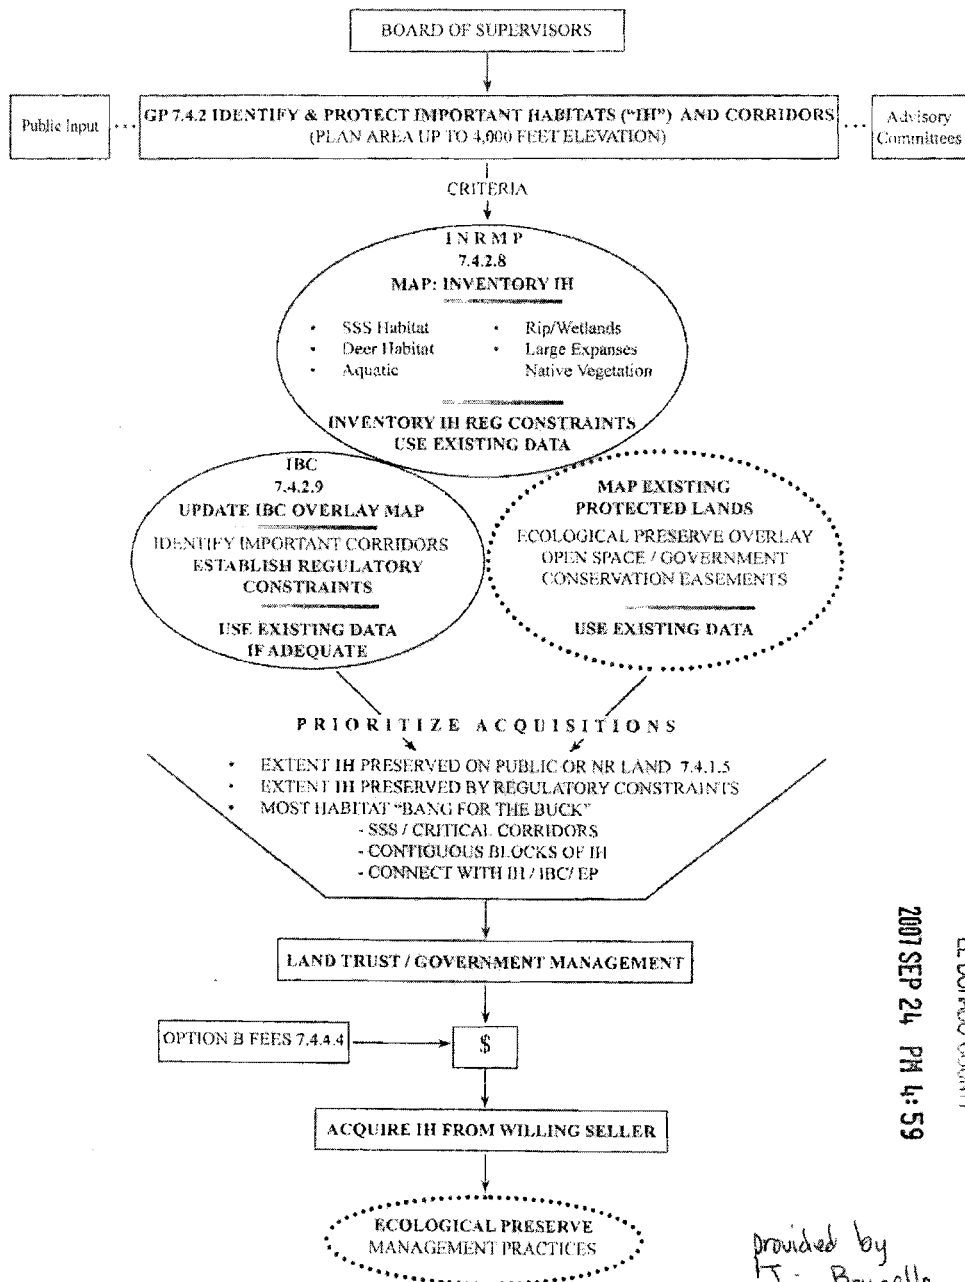 BOARD OF SUPERVISORS
Public Input
GP 7.4.2 IDENTIFY & PROTECT IMPORTANT HABITATS ("IH") AND CORRIDORS
(PLAN AREA UP TO 4,000 FEET ELEVATION)
Advisory
Committees
CRITERIA
INRMP
7.4.2.8
MAP: INVENTORY IH
• SSS Habitat
• Deer Habitat
• Aquatic
• Rip/Wetlands
• Large Expanses
Native Vegetation
INVENTORY IH REG CONSTRAINTS
USE EXISTING DATA
IBC
7.4.2.9
UPDATE IBC OVERLAY MAP
IDENTIFY IMPORTANT CORRIDORS
ESTABLISH REGULATORY
CONSTRAINTS
USE EXISTING DATA
IF ADEQUATE
MAP EXISTING
PROTECTED LANDS
ECOLOGICAL PRESERVE OVERLAY
OPEN SPACE / GOVERNMENT
CONSERVATION EASEMENTS
USE EXISTING DATA
PRIORITIZE ACQUISITIONS
• EXTENT IH PRESERVED ON PUBLIC OR NR LAND 7.4.1.5
• EXTENT IH PRESERVED BY REGULATORY CONSTRAINTS
• MOST HABITAT "BANG FOR THE BUCK"
- SSS / CRITICAL CORRIDORS
- CONTIGUOUS BLOCKS OF IH
- CONNECT WITH IH / IBC/ EP
LAND TRUST / GOVERNMENT MANAGEMENT
OPTION B FEES 7.4.4.4
$
ACQUIRE IH FROM WILLING SELLER
ECOLOGICAL PRESERVE
MANAGEMENT PRACTICES
2007 SEP 24 PM 4:59
provided by